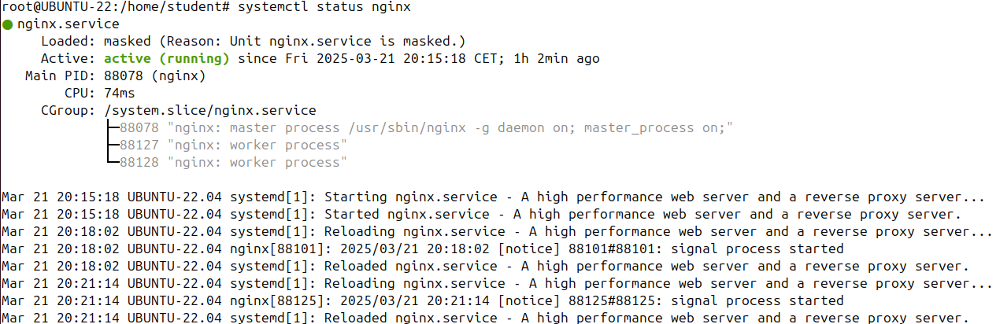 root@UBUNTU-22:/home/student# systemctl status nginx
● nginx.service
     Loaded: masked (Reason: Unit nginx.service is masked.)
     Active: active (running) since Fri 2025-03-21 20:15:18 CET; 1h 2min ago
   Main PID: 88078 (nginx)
        CPU: 74ms
     CGroup: /system.slice/nginx.service
             ├─88078 "nginx: master process /usr/sbin/nginx -g daemon on; master_process on;"
             ├─88127 "nginx: worker process"
             └─88128 "nginx: worker process"

Mar 21 20:15:18 UBUNTU-22.04 systemd[1]: Starting nginx.service - A high performance web server and a reverse proxy server...
Mar 21 20:15:18 UBUNTU-22.04 systemd[1]: Started nginx.service - A high performance web server and a reverse proxy server.
Mar 21 20:18:02 UBUNTU-22.04 systemd[1]: Reloading nginx.service - A high performance web server and a reverse proxy server...
Mar 21 20:18:02 UBUNTU-22.04 nginx[88101]: 2025/03/21 20:18:02 [notice] 88101#88101: signal process started
Mar 21 20:18:02 UBUNTU-22.04 systemd[1]: Reloaded nginx.service - A high performance web server and a reverse proxy server.
Mar 21 20:21:14 UBUNTU-22.04 systemd[1]: Reloading nginx.service - A high performance web server and a reverse proxy server...
Mar 21 20:21:14 UBUNTU-22.04 nginx[88125]: 2025/03/21 20:21:14 [notice] 88125#88125: signal process started
Mar 21 20:21:14 UBUNTU-22.04 systemd[1]: Reloaded nginx.service - A high performance web server and a reverse proxy server.